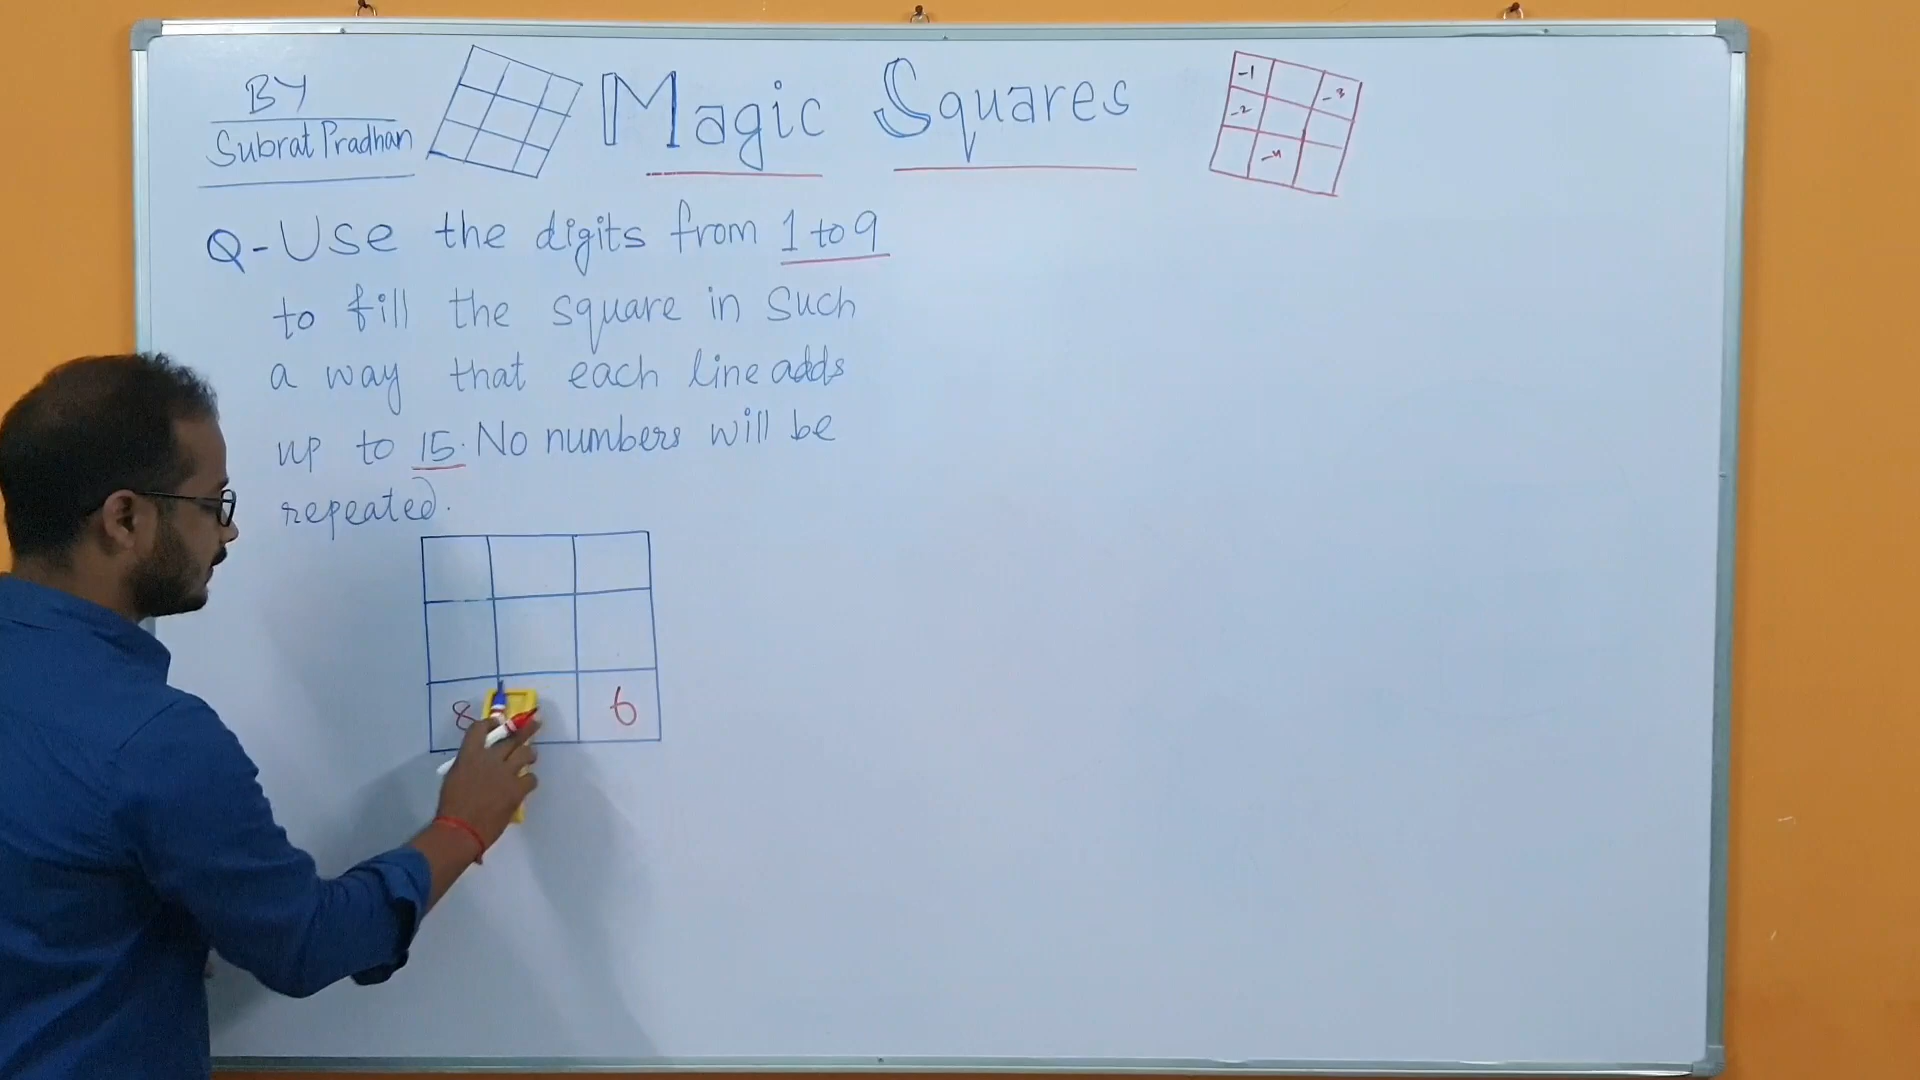 BY
Subrat Pradhan
Magic Squares
-1
-3
-2
-4
Q- Use the digits from 1 to 9
to fill the square in such
a way that each line adds
up to 15. No numbers will be
repeated.
8 6